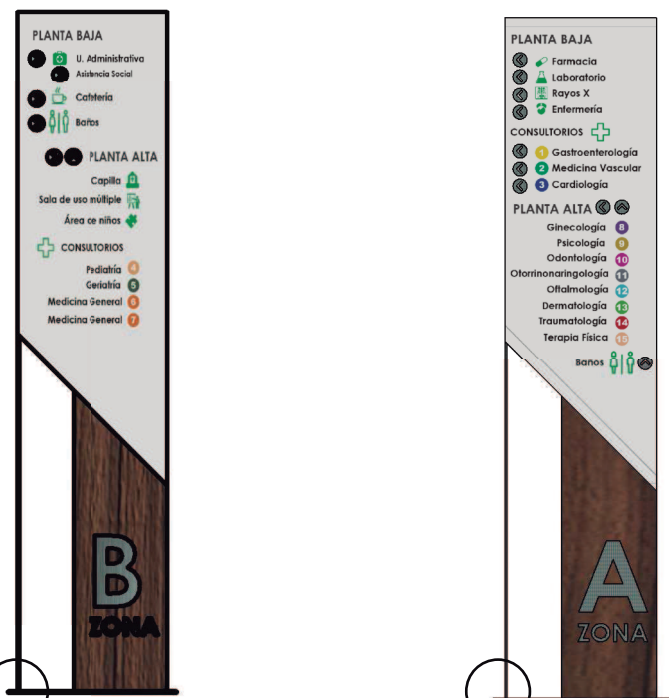 PLANTA BAJA
U. Administrativa
Asistencia Social
Cafetería
Baños
PLANTA ALTA
Capilla
Sala de uso múltiple
Área ce niños
CONSULTORIOS
Pediatría 4
Geriatría 5
Medicina General 6
Medicina General 7
B
ZONA
PLANTA BAJA
Farmacia
Laboratorio
Rayos X
Enfermería
CONSULTORIOS
1 Gastroenterología
2 Medicina Vascular
3 Cardiología
PLANTA ALTA
Ginecología 8
Psicología 9
Odontología 10
Otorrinonaringología 11
Oftalmología 12
Dermatología 13
Traumatología 14
Terapia Física 15
Baños
A
ZONA